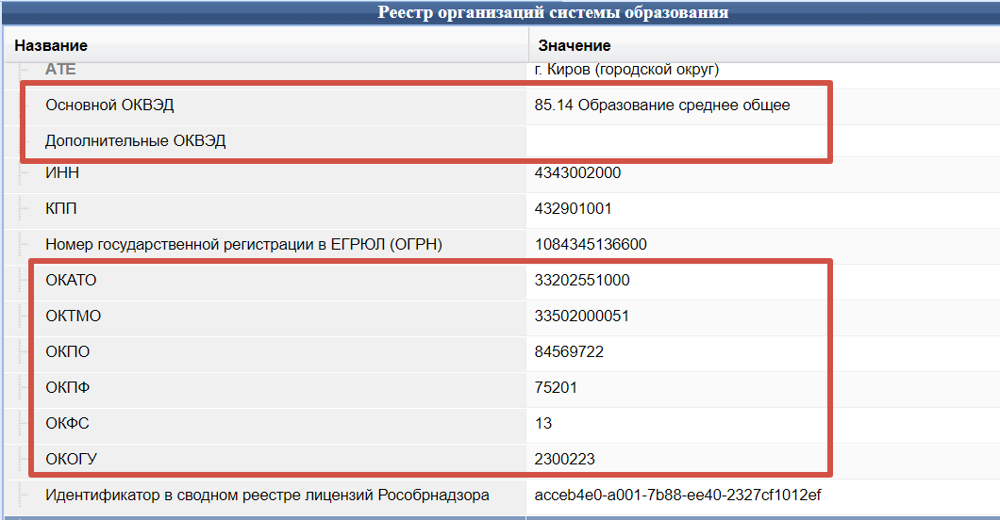 Реестр организаций системы образования
Название Значение
АТЕ г. Киров (городской округ)
Основной ОКВЭД 85.14 Образование среднее общее
Дополнительные ОКВЭД
ИНН 4343002000
КПП 432901001
Номер государственной регистрации в ЕГРЮЛ (ОГРН) 1084345136600
ОКАТО 33202551000
ОКТМО 33502000051
ОКПО 84569722
ОКПФ 75201
ОКФС 13
ОКОГУ 2300223
Идентификатор в сводном реестре лицензий Рособрнадзора acceb4e0-a001-7b88-ee40-2327cf1012ef